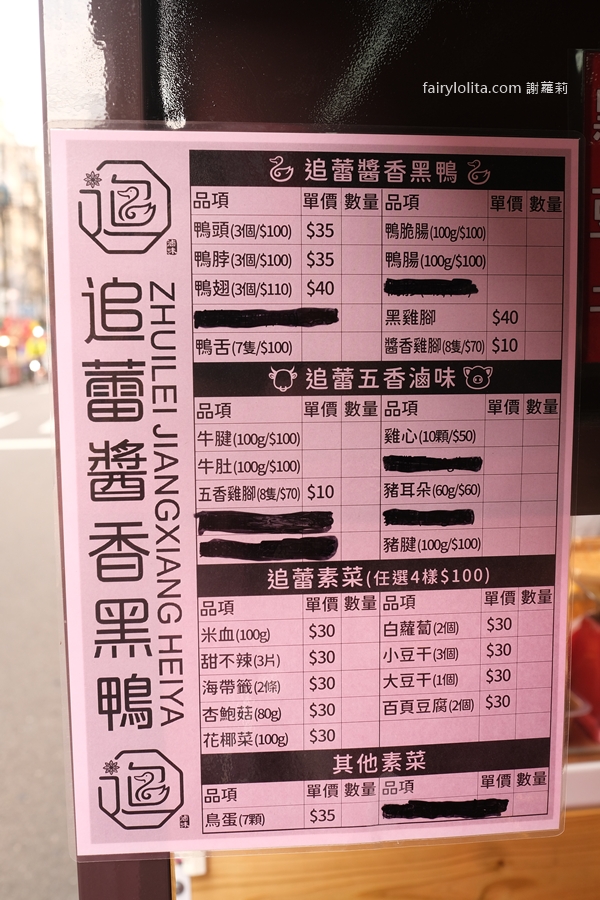 fairylolita.com 謝蘿莉
追蕾醬香黑鴨
品項 單價 數量 品項 單價 數量
鴨頭(3個/$100) $35 鴨脆腸(100g/$100)
鴨脖(3個/$100) $35 鴨腸(100g/$100)
鴨翅(3個/$110) $40
黑雞腳 $40
鴨舌(7隻/$100) 醬香雞腳(8隻/$70) $10
追蕾五香滷味
品項 單價 數量 品項 單價 數量
牛腱(100g/$100) 雞心(10顆/$50)
牛肚(100g/$100)
五香雞腳(8隻/$70) $10 豬耳朵(60g/$60)
豬腱(100g/$100)
追蕾素菜(任選4樣$100)
品項 單價 數量 品項 單價 數量
米血(100g) $30 白蘿蔔(2個) $30
甜不辣(3片) $30 小豆干(3個) $30
海帶籤(2條) $30 大豆干(1個) $30
杏鮑菇(80g) $30 百頁豆腐(2個) $30
花椰菜(100g) $30
其他素菜
品項 單價 數量 品項 單價 數量
鳥蛋(7顆) $35
追
滷味
追蕾醬香黑鴨
ZHUILEI JIANGXIANG HEIYA
追
滷味